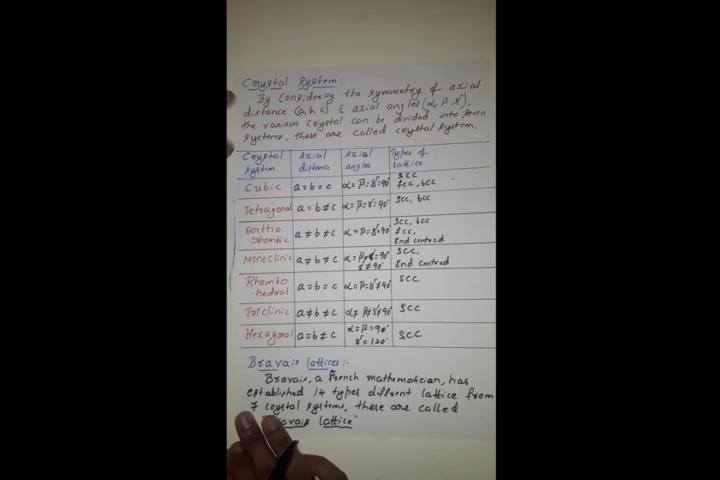 Crystal System:-
By Considering the symmetry of axial
distance (a,b,c) & axial angles (α, β, γ),
the various crystal can be divided into seven
systems, these are called crystal system.
Crystal system Axial distance Axial angles Types of lattice
Cubic a = b = c α = β = γ = 90° SCC fcc, bcc
Tetragonal a = b ≠ c α = β = γ = 90° SCC, bcc
Ortho rhombic a ≠ b ≠ c α = β = γ = 90° SCC, bcc fcc, End centred
Monoclinic a ≠ b ≠ c α = β = 90° γ ≠ 90° SCC, End centred
Rhombo -hedral a = b = c α = β = γ ≠ 90° SCC
Triclinic a ≠ b ≠ c α ≠ β ≠ γ ≠ 90° SCC
Hexagonal a = b ≠ c α = β = 90° γ = 120° SCC
Bravais lattices:-
Bravais, a french mathematician, has
established 14 types different lattice from
7 crystal systems, these are called
lattice"